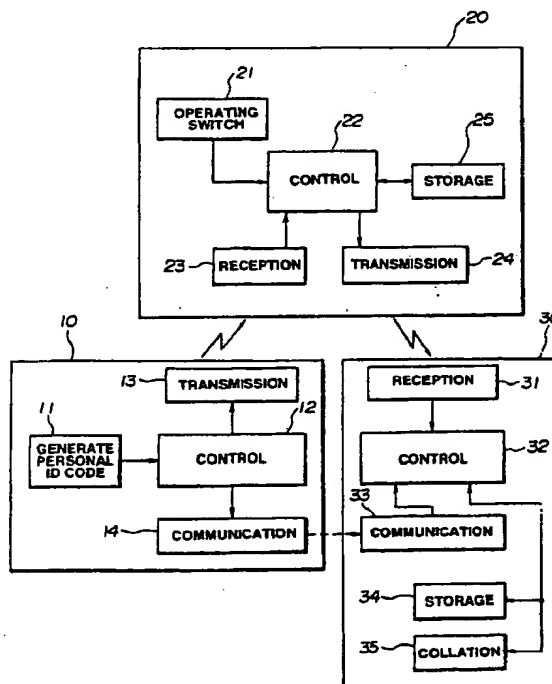 20
21
OPERATING
SWITCH
22
25
CONTROL
STORAGE
23
RECEPTION
TRANSMISSION
24
10
13
TRANSMISSION
11
12
GENERATE
PERSONAL
ID CODE
CONTROL
14
COMMUNICATION
RECEPTION
31
CONTROL
32
33
COMMUNICATION
34
STORAGE
35
COLLATION